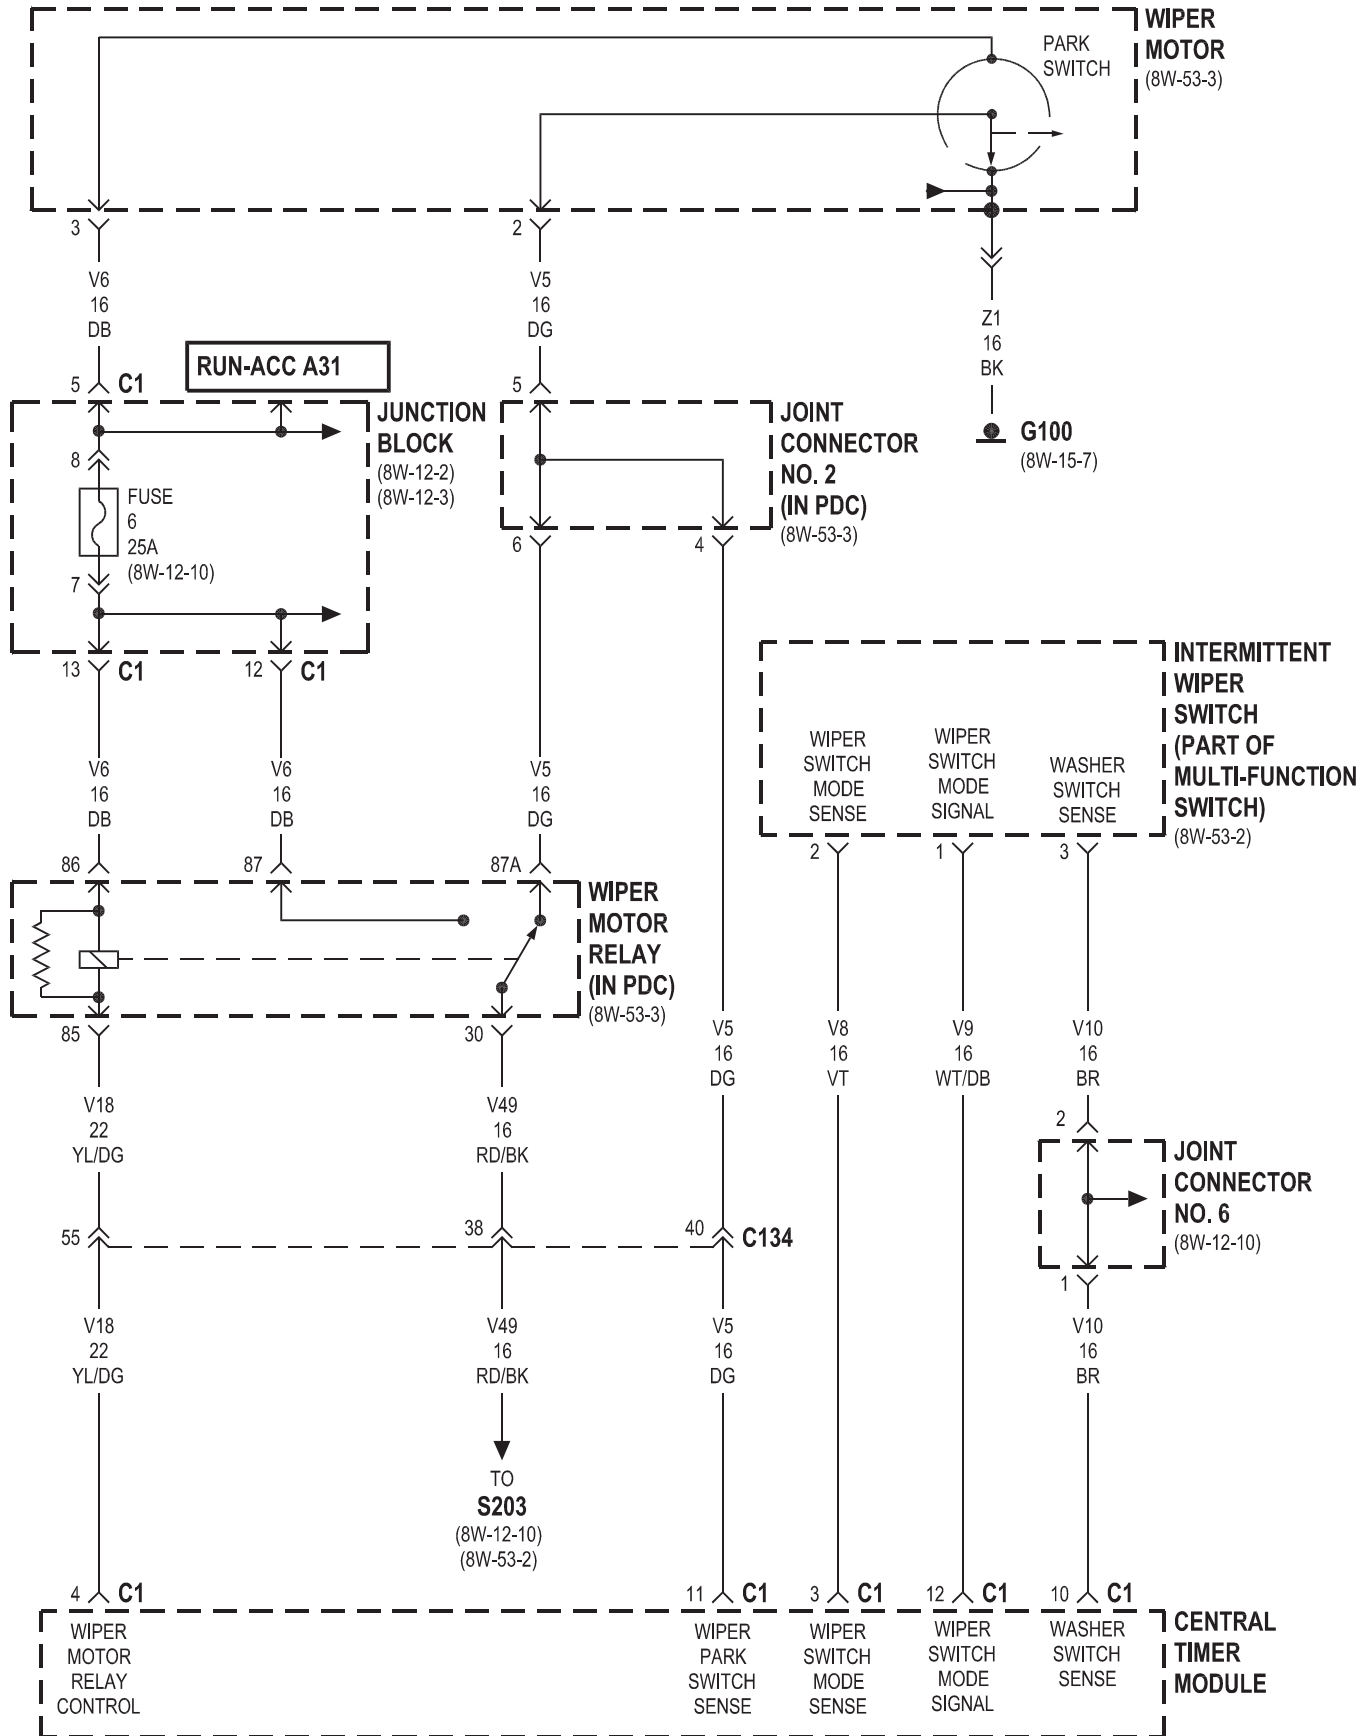 WIPER
MOTOR
(8W-53-3)
PARK
SWITCH
3
2
V6
16
DB
V5
16
DG
Z1
16
BK
RUN-ACC A31
5 C1
5
JUNCTION
BLOCK
(8W-12-2)
(8W-12-3)
JOINT
CONNECTOR
NO. 2
(IN PDC)
(8W-53-3)
G100
(8W-15-7)
8
FUSE
6
25A
(8W-12-10)
7
6
4
13 C1
12 C1
INTERMITTENT
WIPER
SWITCH
(PART OF
MULTI-FUNCTION
SWITCH)
(8W-53-2)
WIPER
SWITCH
MODE
SENSE
WIPER
SWITCH
MODE
SIGNAL
WASHER
SWITCH
SENSE
V6
16
DB
V6
16
DB
V5
16
DG
2
1
3
86
87
87A
WIPER
MOTOR
RELAY
(IN PDC)
(8W-53-3)
85
30
V5
16
DG
V8
16
VT
V9
16
WT/DB
V10
16
BR
V18
22
YL/DG
V49
16
RD/BK
2
JOINT
CONNECTOR
NO. 6
(8W-12-10)
55
38
40 C134
1
V18
22
YL/DG
V49
16
RD/BK
V5
16
DG
V10
16
BR
TO
S203
(8W-12-10)
(8W-53-2)
4 C1
11 C1
3 C1
12 C1
10 C1
WIPER
MOTOR
RELAY
CONTROL
WIPER
PARK
SWITCH
SENSE
WIPER
SWITCH
MODE
SENSE
WIPER
SWITCH
MODE
SIGNAL
WASHER
SWITCH
SENSE
CENTRAL
TIMER
MODULE